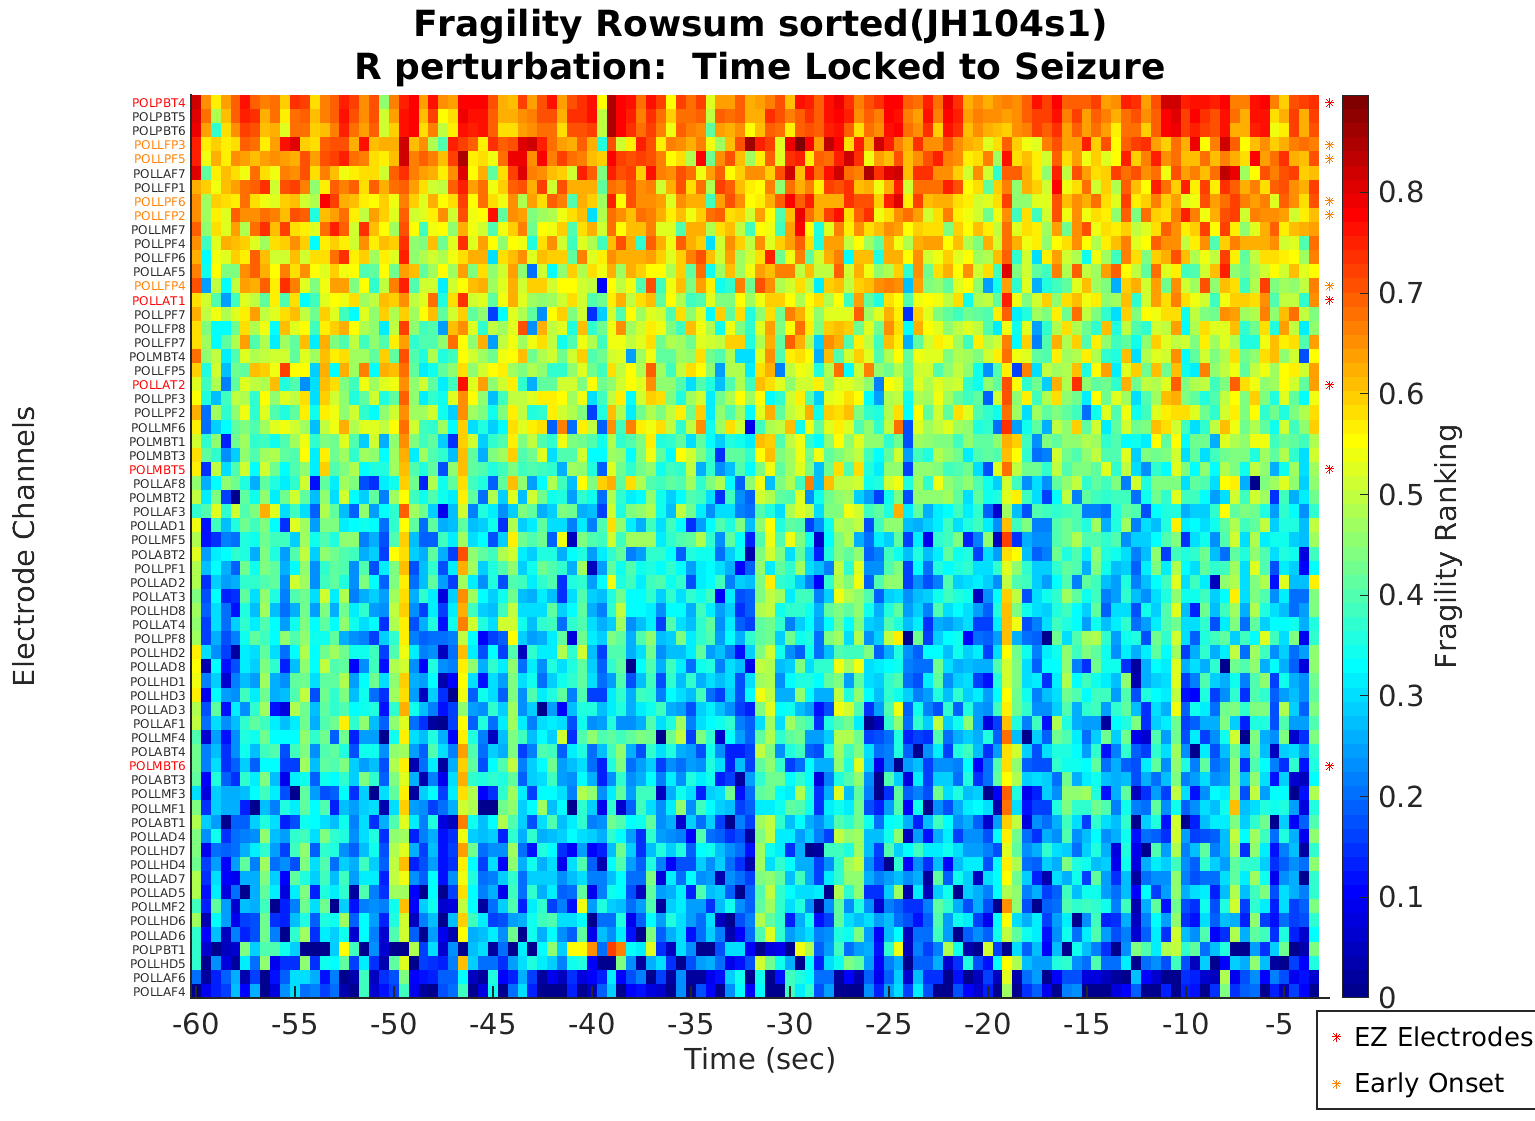 Fragility Rowsum sorted(JH104s1)
R perturbation:  Time Locked to Seizure
Electrode Channels
POLPBT4
POLPBT5
POLPBT6
POLLFP3
POLLPF5
POLLAF7
POLLFP1
POLLPF6
POLLFP2
POLLMF7
POLLPF4
POLLFP6
POLLAF5
POLLFP4
POLLAT1
POLLPF7
POLLFP8
POLLFP7
POLMBT4
POLLFP5
POLLAT2
POLLPF3
POLLPF2
POLLMF6
POLMBT1
POLMBT3
POLMBT5
POLLAF8
POLMBT2
POLLAF3
POLLAD1
POLLMF5
POLABT2
POLLPF1
POLLAD2
POLLAT3
POLLHD8
POLLAT4
POLLPF8
POLLHD2
POLLAD8
POLLHD1
POLLHD3
POLLAD3
POLLAF1
POLLMF4
POLABT4
POLMBT6
POLABT3
POLLMF3
POLLMF1
POLABT1
POLLAD4
POLLHD7
POLLHD4
POLLAD7
POLLAD5
POLLMF2
POLLHD6
POLLAD6
POLPBT1
POLLHD5
POLLAF6
POLLAF4
-60 -55 -50 -45 -40 -35 -30 -25 -20 -15 -10 -5
Time (sec)
0.8
0.7
0.6
0.5
0.4
0.3
0.2
0.1
0
Fragility Ranking
EZ Electrodes
Early Onset